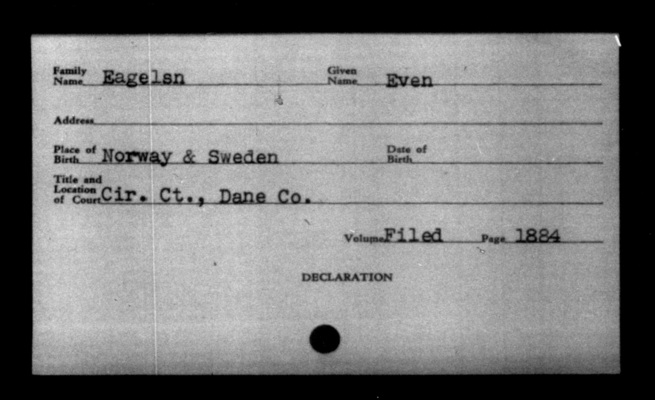 Family Name Eagelsn Given Name Even
Address
Place of Birth Norway & Sweden Date of Birth
Title and Location of Court Cir. Ct., Dane Co.
Volume Filed Page 1884
DECLARATION